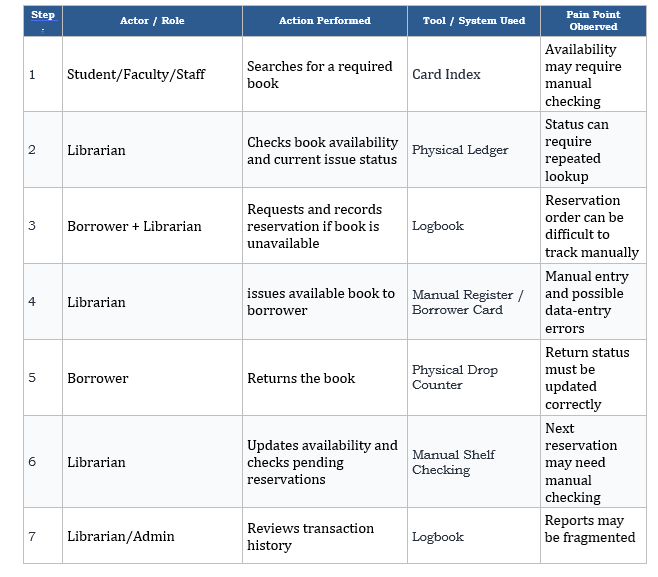 Step
:
Actor / Role
Action Performed
Tool / System Used
Pain Point
Observed
1
Student/Faculty/Staff
Searches for a required
book
Card Index
Availability
may require
manual
checking
2
Librarian
Checks book availability
and current issue status
Physical Ledger
Status can
require
repeated
lookup
3
Borrower + Librarian
Requests and records
reservation if book is
unavailable
Logbook
Reservation
order can be
difficult to
track manually
4
Librarian
issues available book to
borrower
Manual Register /
Borrower Card
Manual entry
and possible
data-entry
errors
5
Borrower
Returns the book
Physical Drop
Counter
Return status
must be
updated
correctly
6
Librarian
Updates availability and
checks pending
reservations
Manual Shelf
Checking
Next
reservation
may need
manual
checking
7
Librarian/Admin
Reviews transaction
history
Logbook
Reports may
be fragmented